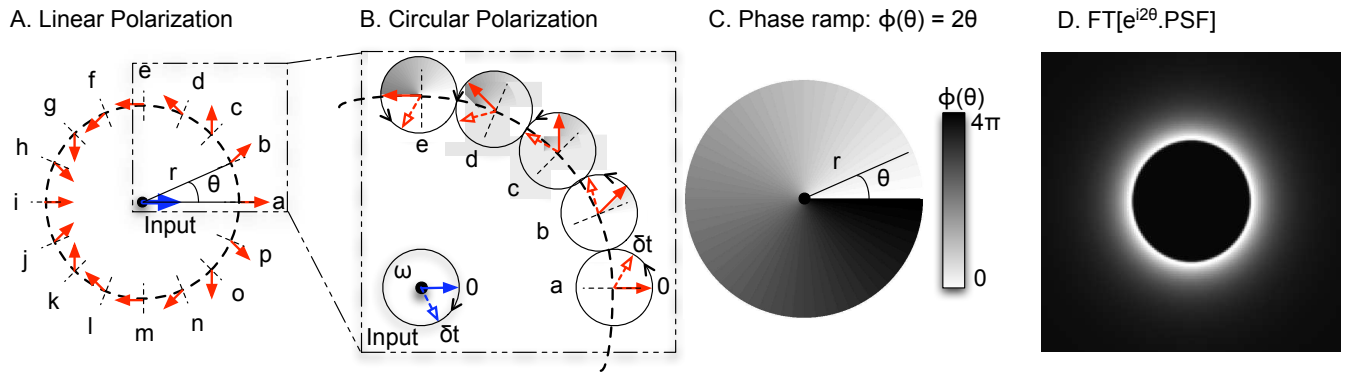 A. Linear Polarization
B. Circular Polarization
C. Phase ramp: ϕ(θ) = 2θ
D. FT[e^{i2θ}.PSF]
e
f
d
g
c
h
b
r
θ
i
a
Input
j
p
k
o
l
n
m
e
d
c
b
δt
a
0
ω
0
Input
δt
r
θ
ϕ(θ)
4π
0